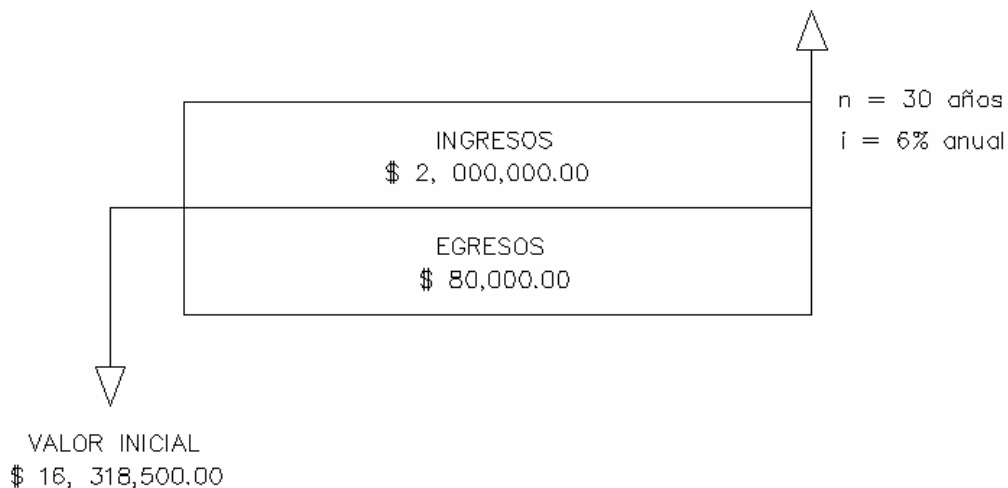 n = 30 años
i = 6% anual
INGRESOS
$ 2, 000,000.00
EGRESOS
$ 80,000.00
VALOR INICIAL
$ 16, 318,500.00